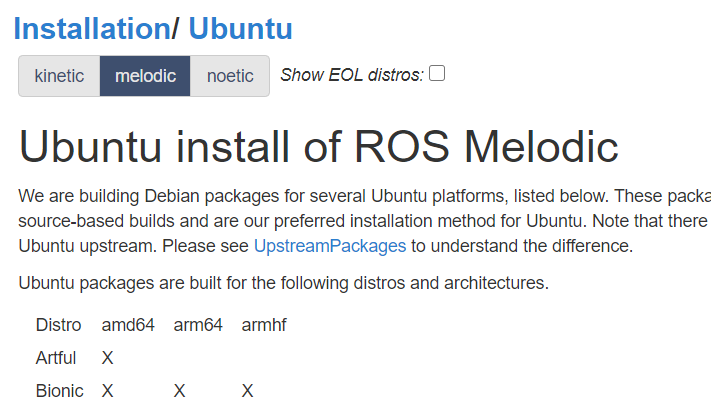 Installation/ Ubuntu
kinetic melodic noetic Show EOL distros:
Ubuntu install of ROS Melodic
We are building Debian packages for several Ubuntu platforms, listed below. These
source-based builds and are our preferred installation method for Ubuntu. Note that there
Ubuntu upstream. Please see UpstreamPackages to understand the difference.
Ubuntu packages are built for the following distros and architectures.
Distro amd64 arm64 armhf
Artful X
Bionic X X X